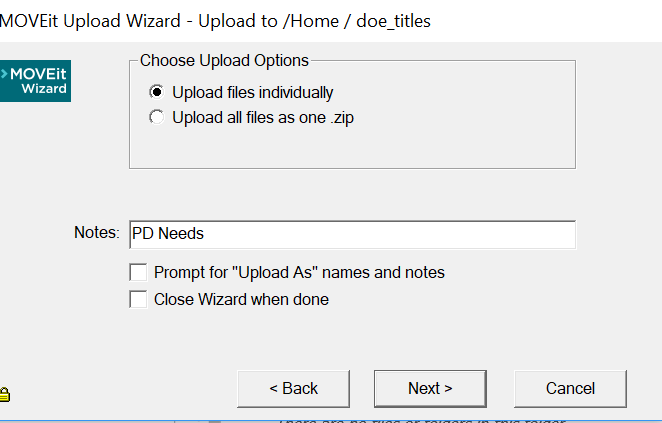 MOVEit Upload Wizard - Upload to /Home / doe_titles
MOVEit
Wizard
Choose Upload Options
Upload files individually
Upload all files as one .zip
Notes: PD Needs
Prompt for "Upload As" names and notes
Close Wizard when done
< Back Next > Cancel
There are no files or folders in this folder